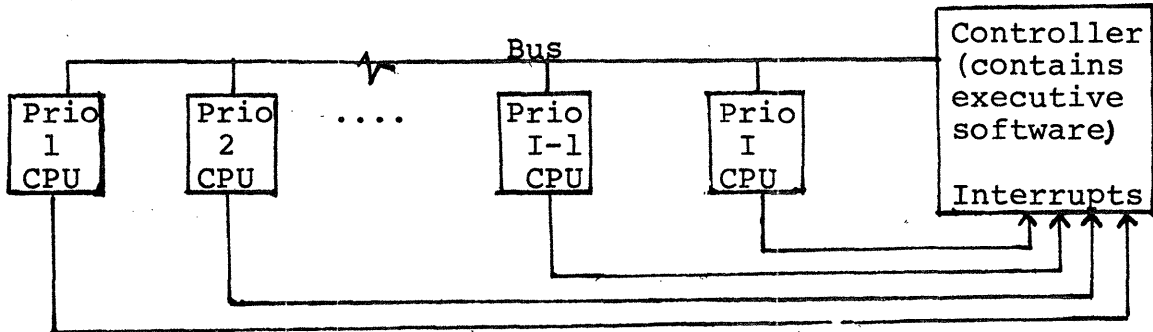 Bus
Prio
1
CPU
Prio
2
CPU
....
Prio
I-1
CPU
Prio
I
CPU
Controller
(contains
executive
software)
Interrupts